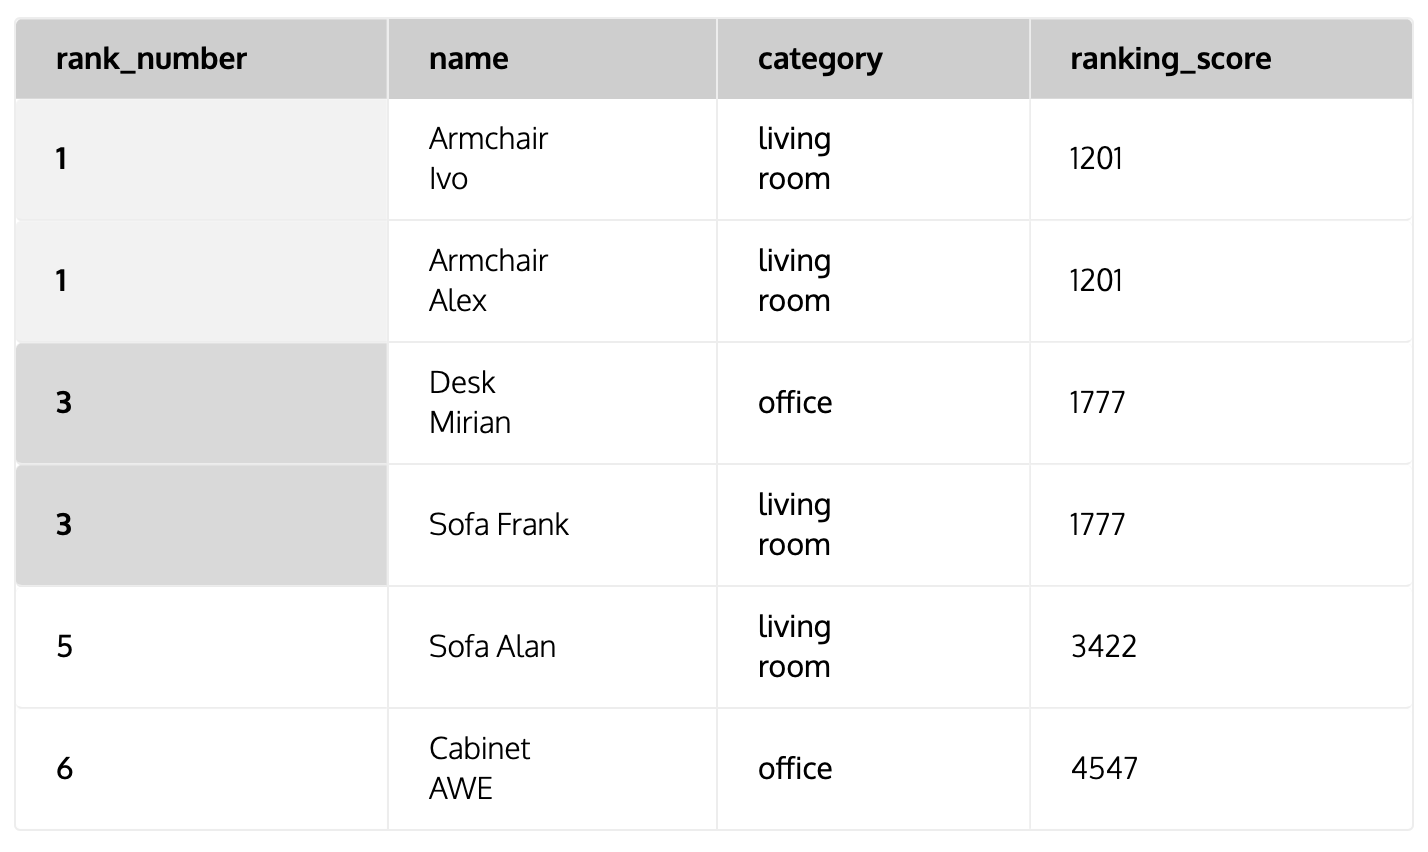 rank_number name category ranking_score
1 Armchair Ivo living room 1201
1 Armchair Alex living room 1201
3 Desk Mirian office 1777
3 Sofa Frank living room 1777
5 Sofa Alan living room 3422
6 Cabinet AWE office 4547